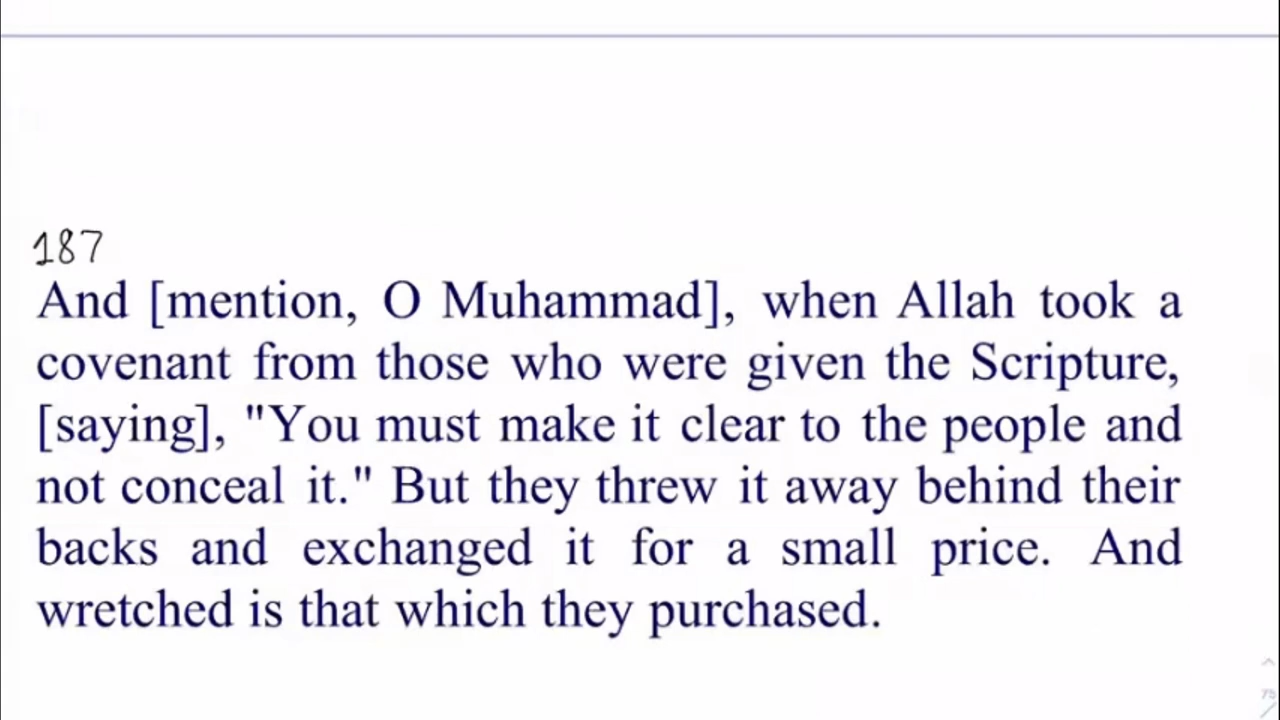 187
And [mention, O Muhammad], when Allah took a
covenant from those who were given the Scripture,
[saying], "You must make it clear to the people and
not conceal it." But they threw it away behind their
backs and exchanged it for a small price. And
wretched is that which they purchased.
75